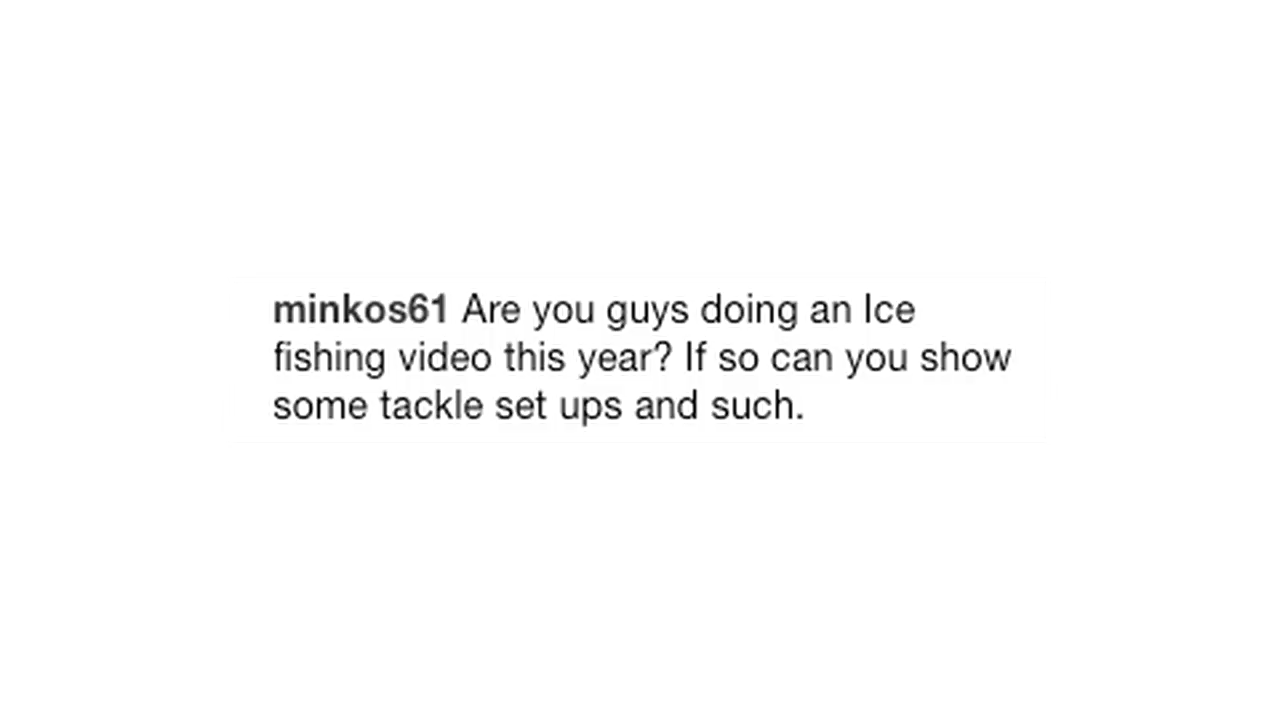 minkos61 Are you guys doing an Ice
fishing video this year? If so can you show
some tackle set ups and such.